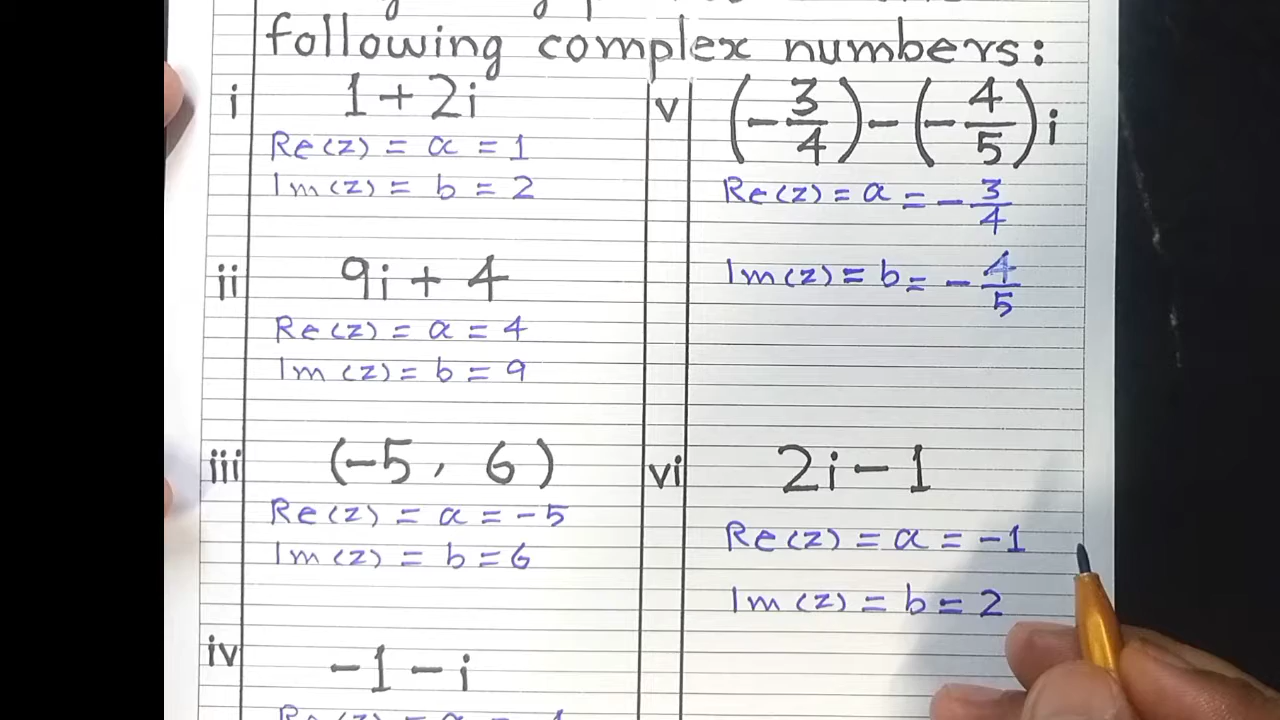 following complex numbers:
i 1 + 2i
Re(z) = a = 1
Im(z) = b = 2
ii 9i + 4
Re(z) = a = 4
Im(z) = b = 9
iii (-5, 6)
Re(z) = a = -5
Im(z) = b = 6
iv -1 - i
v (-3/4) - (-4/5)i
Re(z) = a = -3/4
Im(z) = b = -4/5
vi 2i - 1
Re(z) = a = -1
Im(z) = b = 2